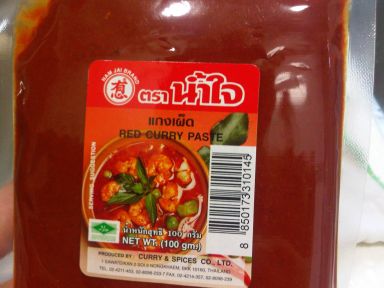 NAM JAI BRAND
ตรา น้ำใจ
แกงเผ็ด
RED CURRY PASTE
SERVING SUGGESTION
น้ำหนักสุทธิ 100 กรัม
NET WT. (100 gm.)
8 850173 310145
PRODUCED BY : CURRY & SPICES CO., LTD.